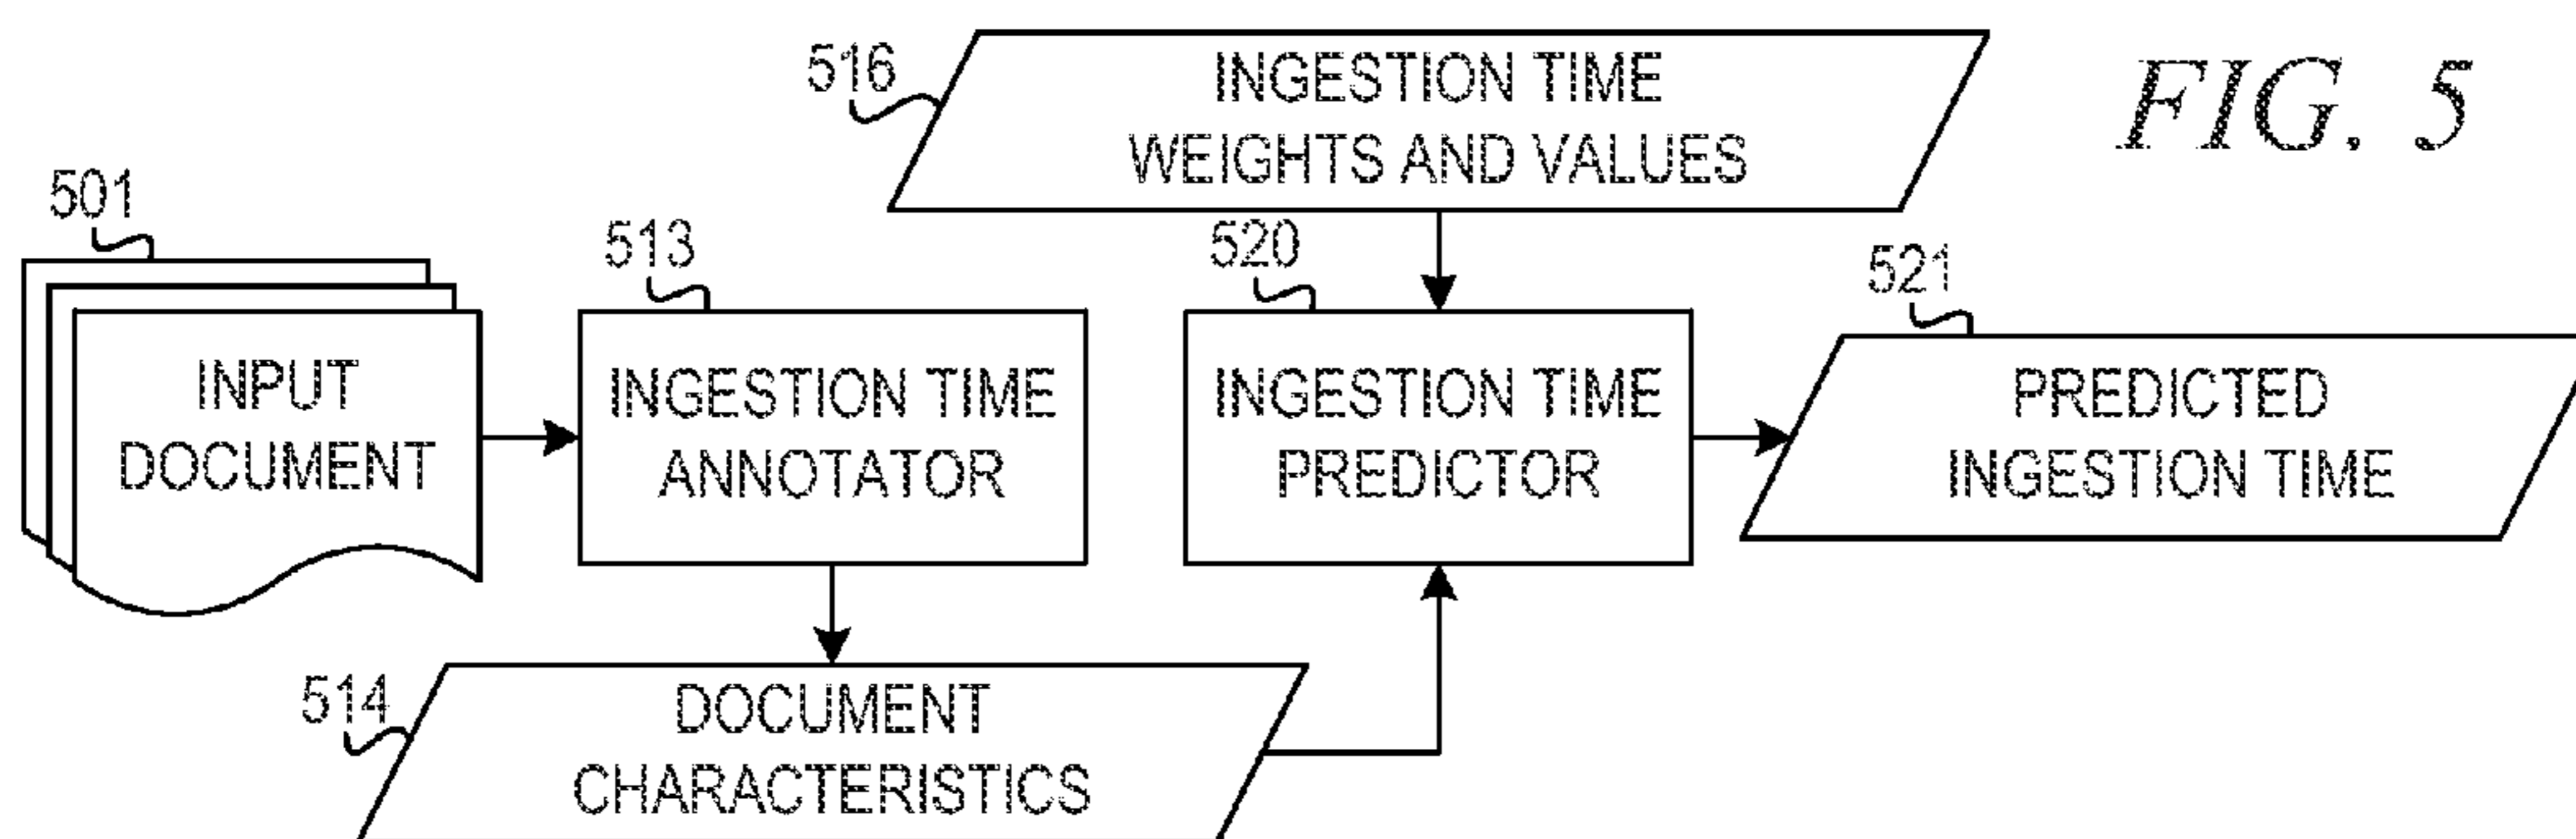 516
INGESTION TIME
WEIGHTS AND VALUES
FIG. 5
501
INPUT
DOCUMENT
513
INGESTION TIME
ANNOTATOR
520
INGESTION TIME
PREDICTOR
521
PREDICTED
INGESTION TIME
514
DOCUMENT
CHARACTERISTICS